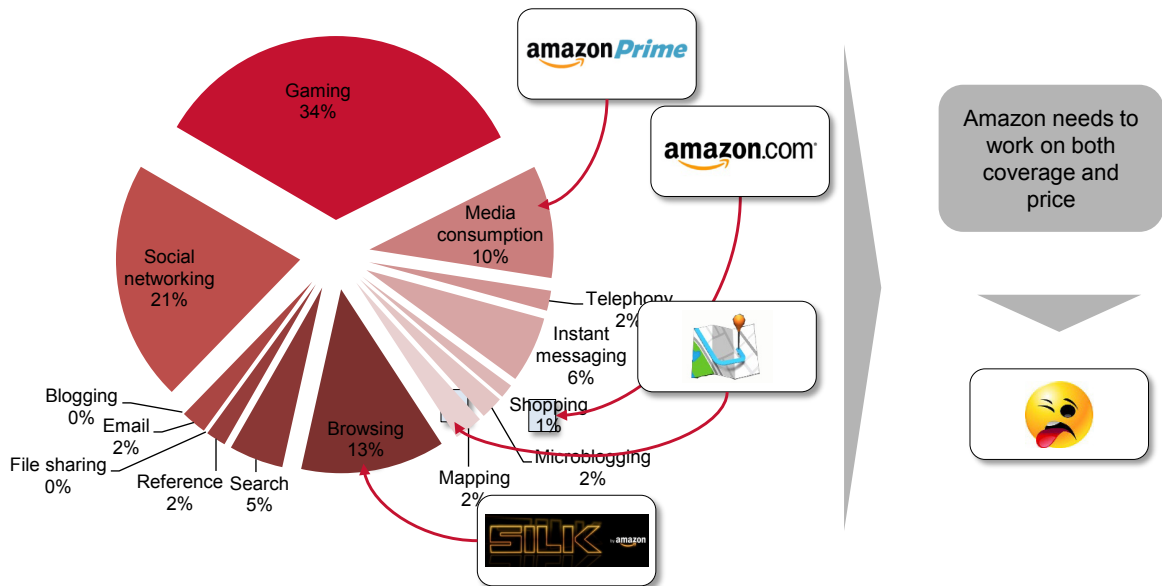 amazonPrime
Gaming
34%
amazon.com®
Amazon needs to
work on both
coverage and
price
Media
consumption
10%
Social
networking
21%
Telephony
2%
Instant
messaging
6%
Shopping
1%
Blogging
0%
Email
2%
File sharing
0%
Reference
2%
Search
5%
Browsing
13%
Mapping
2%
Microblogging
2%
SILK
by amazon